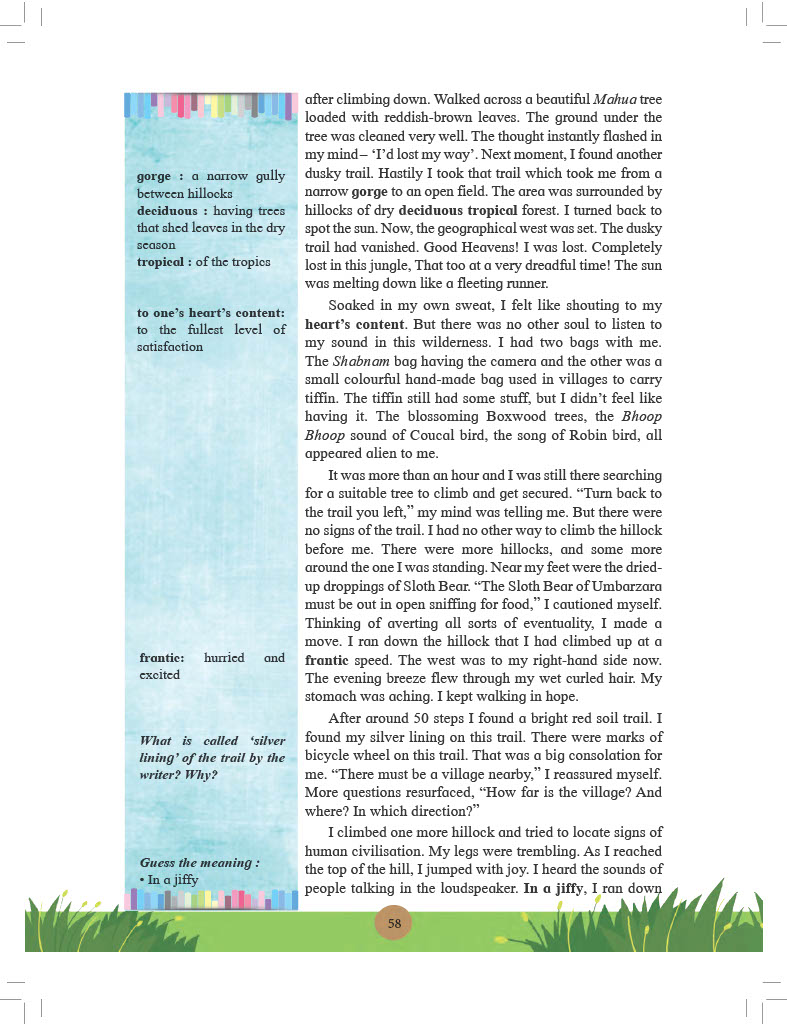 gorge : a narrow gully
between hillocks
deciduous : having trees
that shed leaves in the dry
season
tropical : of the tropics
to one's heart's content:
to the fullest level of
satisfaction
frantic: hurried and
excited
What is called 'silver
lining' of the trail by the
writer? Why?
Guess the meaning :
• In a jiffy
after climbing down. Walked across a beautiful Mahua tree
loaded with reddish-brown leaves. The ground under the
tree was cleaned very well. The thought instantly flashed in
my mind– 'I'd lost my way'. Next moment, I found another
dusky trail. Hastily I took that trail which took me from a
narrow gorge to an open field. The area was surrounded by
hillocks of dry deciduous tropical forest. I turned back to
spot the sun. Now, the geographical west was set. The dusky
trail had vanished. Good Heavens! I was lost. Completely
lost in this jungle, That too at a very dreadful time! The sun
was melting down like a fleeting runner.
Soaked in my own sweat, I felt like shouting to my
heart's content. But there was no other soul to listen to
my sound in this wilderness. I had two bags with me.
The Shabnam bag having the camera and the other was a
small colourful hand-made bag used in villages to carry
tiffin. The tiffin still had some stuff, but I didn't feel like
having it. The blossoming Boxwood trees, the Bhoop
Bhoop sound of Coucal bird, the song of Robin bird, all
appeared alien to me.
It was more than an hour and I was still there searching
for a suitable tree to climb and get secured. "Turn back to
the trail you left," my mind was telling me. But there were
no signs of the trail. I had no other way to climb the hillock
before me. There were more hillocks, and some more
around the one I was standing. Near my feet were the dried-
up droppings of Sloth Bear. "The Sloth Bear of Umbarzara
must be out in open sniffing for food," I cautioned myself.
Thinking of averting all sorts of eventuality, I made a
move. I ran down the hillock that I had climbed up at a
frantic speed. The west was to my right-hand side now.
The evening breeze flew through my wet curled hair. My
stomach was aching. I kept walking in hope.
After around 50 steps I found a bright red soil trail. I
found my silver lining on this trail. There were marks of
bicycle wheel on this trail. That was a big consolation for
me. "There must be a village nearby," I reassured myself.
More questions resurfaced, "How far is the village? And
where? In which direction?"
I climbed one more hillock and tried to locate signs of
human civilisation. My legs were trembling. As I reached
the top of the hill, I jumped with joy. I heard the sounds of
people talking in the loudspeaker. In a jiffy, I ran down
58